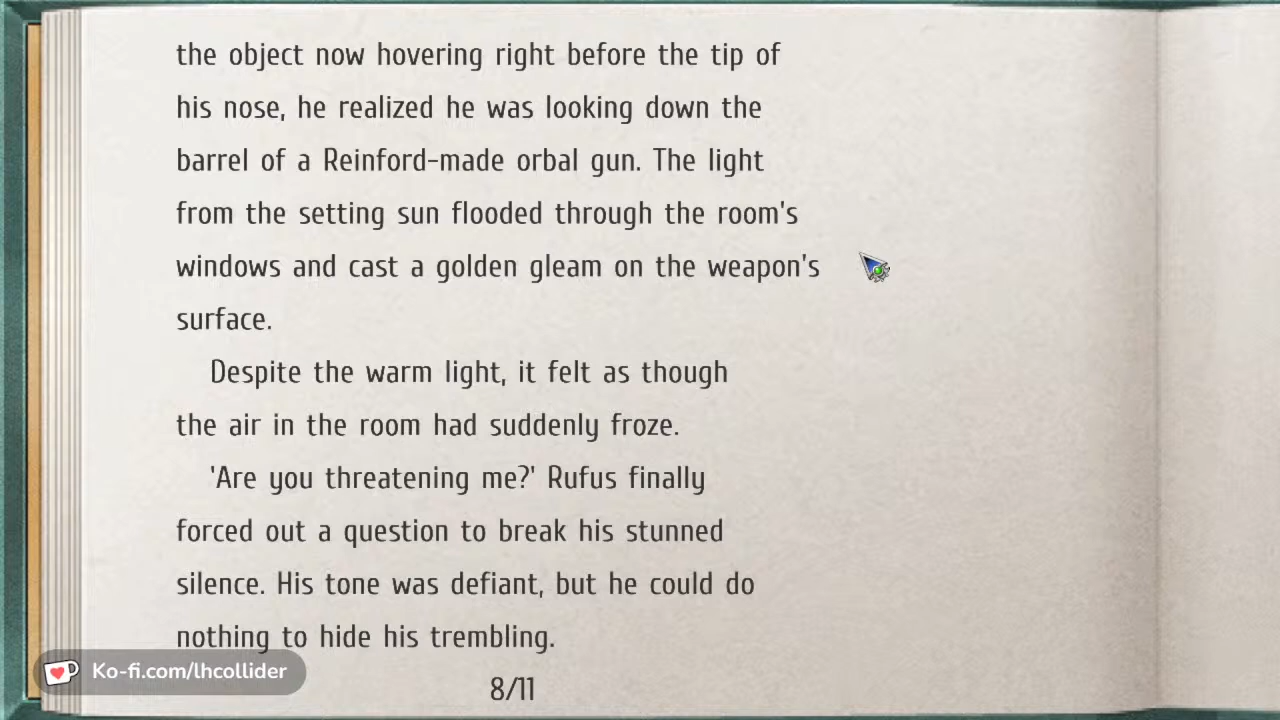 the object now hovering right before the tip of
his nose, he realized he was looking down the
barrel of a Reinford-made orbal gun. The light
from the setting sun flooded through the room's
windows and cast a golden gleam on the weapon's
surface.
Despite the warm light, it felt as though
the air in the room had suddenly froze.
'Are you threatening me?' Rufus finally
forced out a question to break his stunned
silence. His tone was defiant, but he could do
nothing to hide his trembling.
Ko-fi.com/lhcollider
8/11